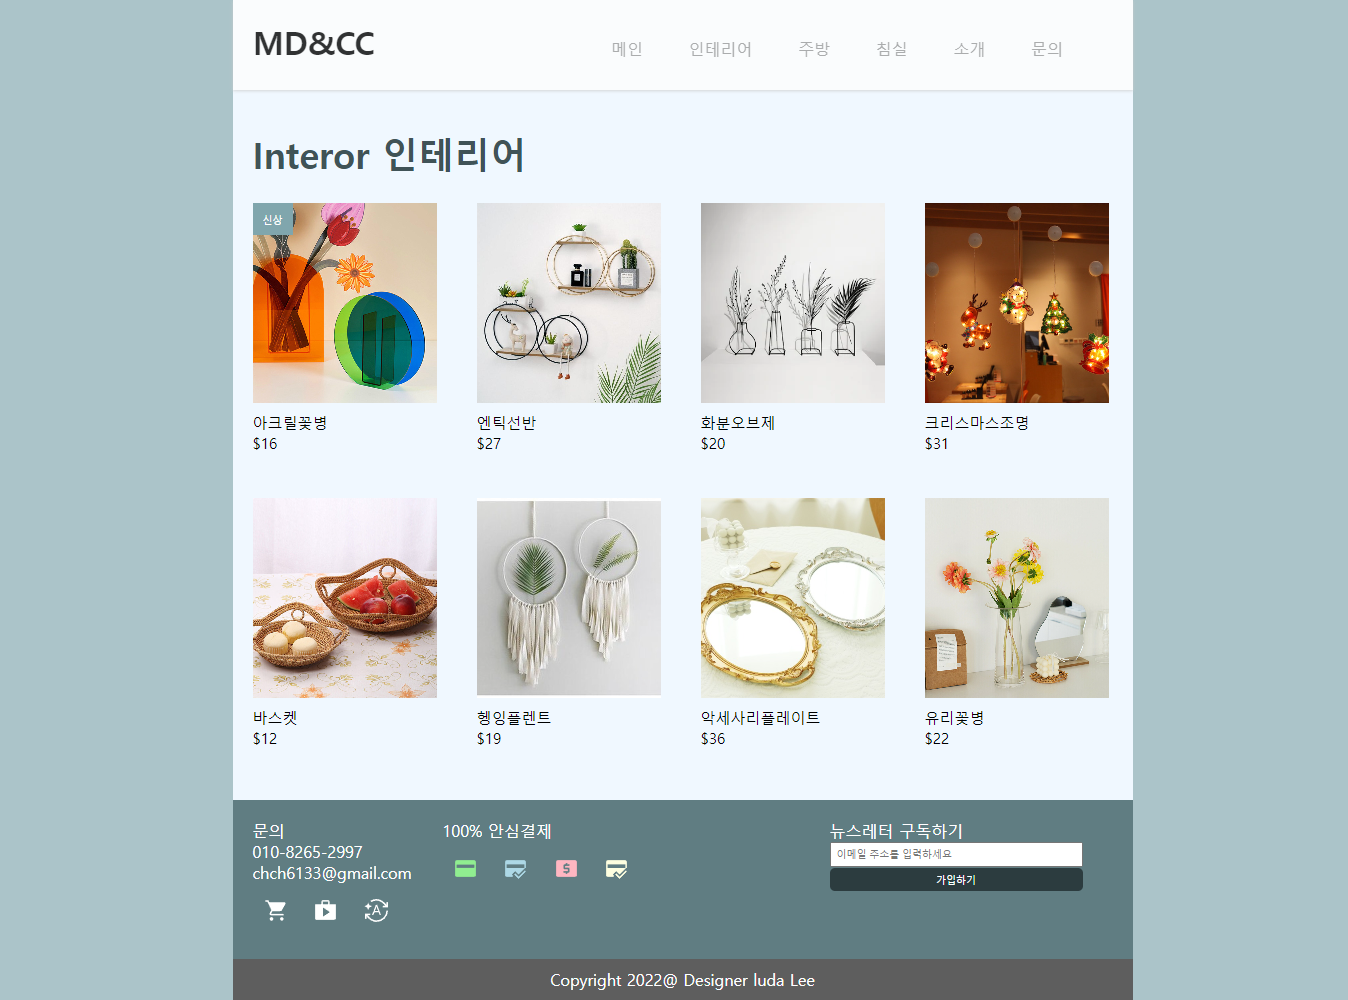 MD&CC
메인 인테리어 주방 침실 소개 문의
Interor 인테리어
신상
아크릴꽃병
$16
엔틱선반
$27
화분오브제
$20
크리스마스조명
$31
바스켓
$12
헹잉플렌트
$19
악세사리플레이트
$36
유리꽃병
$22
문의
010-8265-2997
chch6133@gmail.com
100% 안심결제
뉴스레터 구독하기
이메일 주소를 입력하세요
가입하기
Copyright 2022@ Designer luda Lee